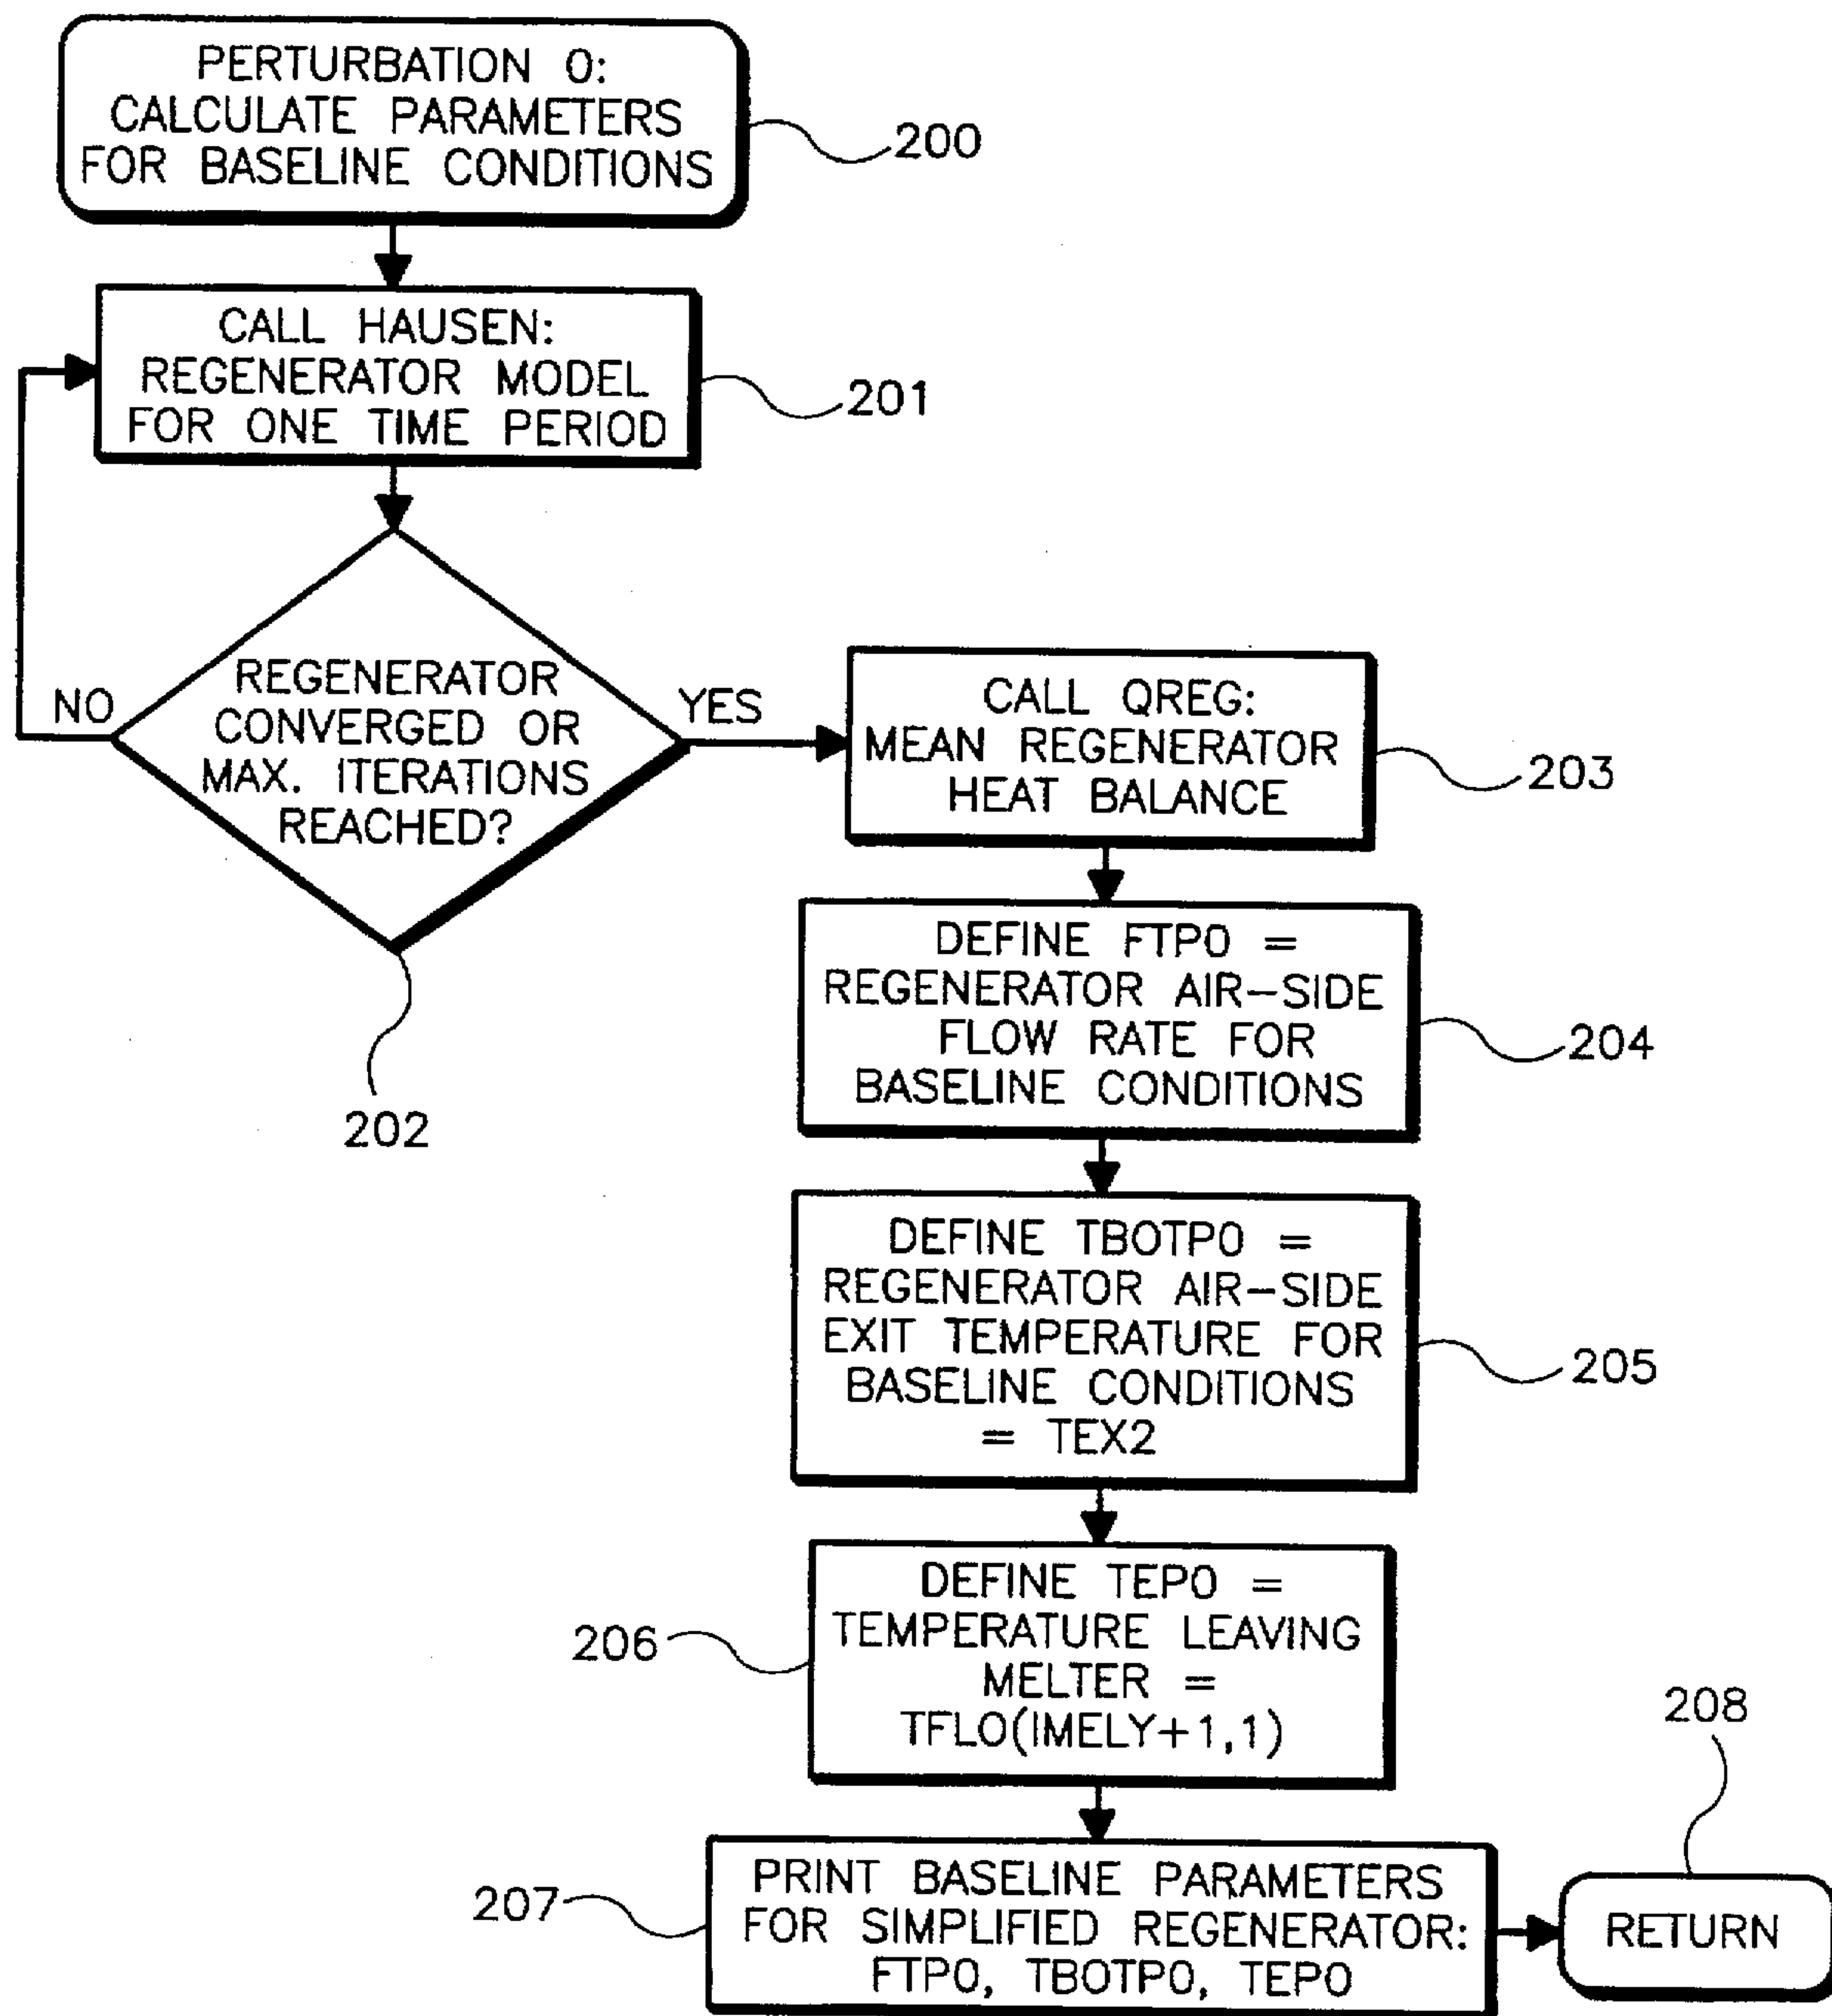 PERTURBATION 0:
CALCULATE PARAMETERS
FOR BASELINE CONDITIONS
200
CALL HAUSEN:
REGENERATOR MODEL
FOR ONE TIME PERIOD
201
REGENERATOR
CONVERGED OR
MAX. ITERATIONS
REACHED?
NO
YES
202
CALL QREG:
MEAN REGENERATOR
HEAT BALANCE
203
DEFINE FTP0 =
REGENERATOR AIR-SIDE
FLOW RATE FOR
BASELINE CONDITIONS
204
DEFINE TBOTP0 =
REGENERATOR AIR-SIDE
EXIT TEMPERATURE FOR
BASELINE CONDITIONS
= TEX2
205
DEFINE TEP0 =
TEMPERATURE LEAVING
MELTER =
TFLO(IMELY+1,1)
206
PRINT BASELINE PARAMETERS
FOR SIMPLIFIED REGENERATOR:
FTP0, TBOTP0, TEP0
207
RETURN
208